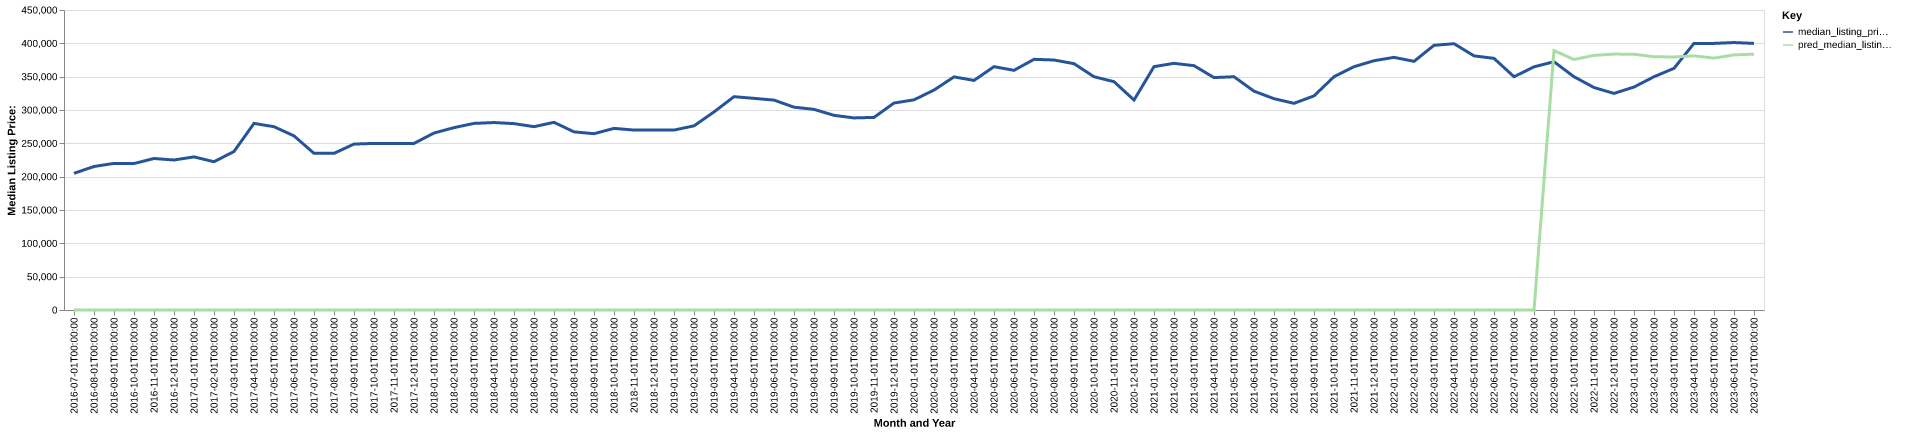 450,000
400,000
350,000
300,000
250,000
200,000
150,000
100,000
50,000
0
Median Listing Price:
2016-07-01T00:00:00
2016-08-01T00:00:00
2016-09-01T00:00:00
2016-10-01T00:00:00
2016-11-01T00:00:00
2016-12-01T00:00:00
2017-01-01T00:00:00
2017-02-01T00:00:00
2017-03-01T00:00:00
2017-04-01T00:00:00
2017-05-01T00:00:00
2017-06-01T00:00:00
2017-07-01T00:00:00
2017-08-01T00:00:00
2017-09-01T00:00:00
2017-10-01T00:00:00
2017-11-01T00:00:00
2017-12-01T00:00:00
2018-01-01T00:00:00
2018-02-01T00:00:00
2018-03-01T00:00:00
2018-04-01T00:00:00
2018-05-01T00:00:00
2018-06-01T00:00:00
2018-07-01T00:00:00
2018-08-01T00:00:00
2018-09-01T00:00:00
2018-10-01T00:00:00
2018-11-01T00:00:00
2018-12-01T00:00:00
2019-01-01T00:00:00
2019-02-01T00:00:00
2019-03-01T00:00:00
2019-04-01T00:00:00
2019-05-01T00:00:00
2019-06-01T00:00:00
2019-07-01T00:00:00
2019-08-01T00:00:00
2019-09-01T00:00:00
2019-10-01T00:00:00
2019-11-01T00:00:00
2019-12-01T00:00:00
2020-01-01T00:00:00
2020-02-01T00:00:00
2020-03-01T00:00:00
2020-04-01T00:00:00
2020-05-01T00:00:00
2020-06-01T00:00:00
2020-07-01T00:00:00
2020-08-01T00:00:00
2020-09-01T00:00:00
2020-10-01T00:00:00
2020-11-01T00:00:00
2020-12-01T00:00:00
2021-01-01T00:00:00
2021-02-01T00:00:00
2021-03-01T00:00:00
2021-04-01T00:00:00
2021-05-01T00:00:00
2021-06-01T00:00:00
2021-07-01T00:00:00
2021-08-01T00:00:00
2021-09-01T00:00:00
2021-10-01T00:00:00
2021-11-01T00:00:00
2021-12-01T00:00:00
2022-01-01T00:00:00
2022-02-01T00:00:00
2022-03-01T00:00:00
2022-04-01T00:00:00
2022-05-01T00:00:00
2022-06-01T00:00:00
2022-07-01T00:00:00
2022-08-01T00:00:00
2022-09-01T00:00:00
2022-10-01T00:00:00
2022-11-01T00:00:00
2022-12-01T00:00:00
2023-01-01T00:00:00
2023-02-01T00:00:00
2023-03-01T00:00:00
2023-04-01T00:00:00
2023-05-01T00:00:00
2023-06-01T00:00:00
2023-07-01T00:00:00
Month and Year
Key
median_listing_pri…
pred_median_listin…